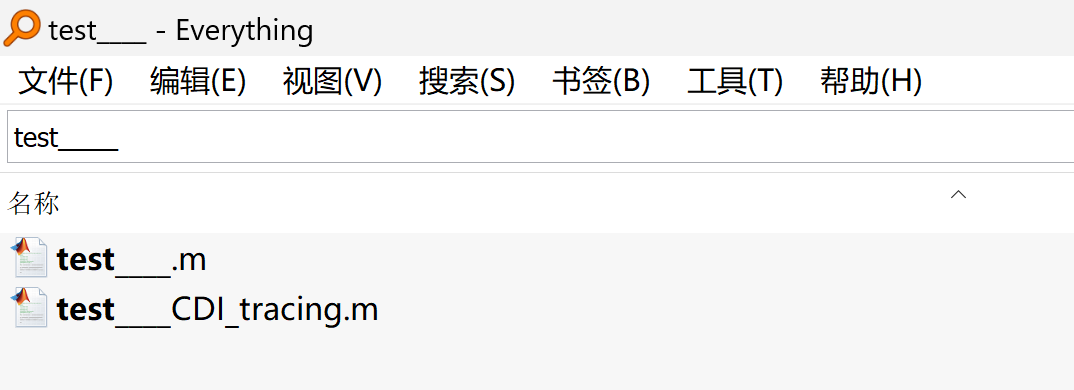 test____ - Everything
文件(F) 编辑(E) 视图(V) 搜索(S) 书签(B) 工具(T) 帮助(H)
test____
名称
test____.m
test____CDI_tracing.m